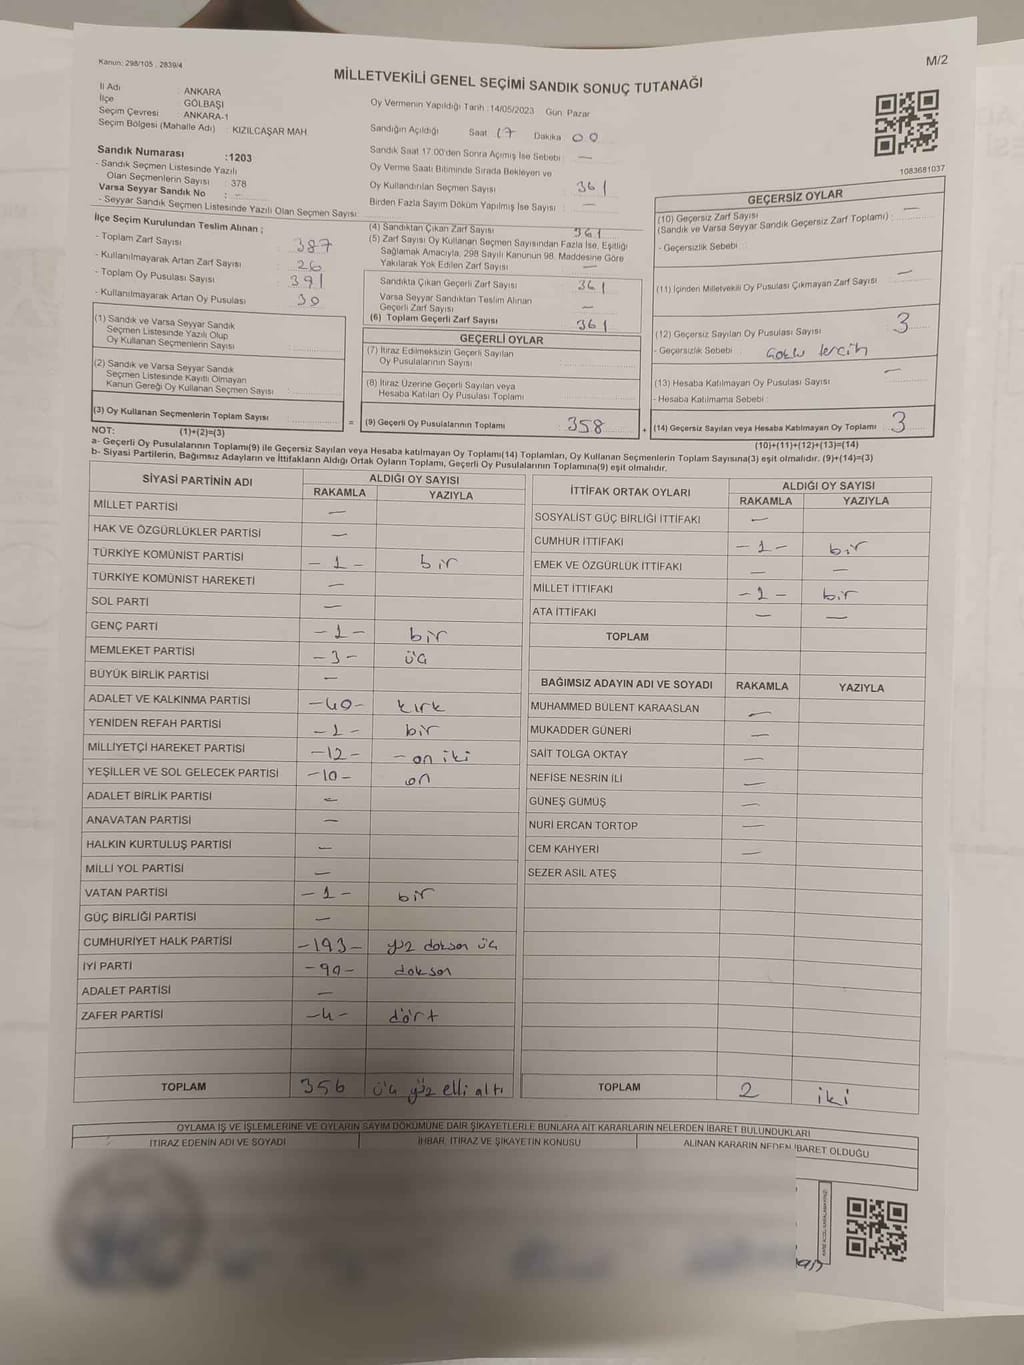 Kanun: 298/105 , 2839/4
M/2
MİLLETVEKİLİ GENEL SEÇİMİ SANDIK SONUÇ TUTANAĞI
İl Adı : ANKARA
İlçe : GÖLBAŞI
Seçim Çevresi : ANKARA-1
Seçim Bölgesi (Mahalle Adı) : KIZILCAŞAR MAH
Sandık Numarası :1203
- Sandık Seçmen Listesinde Yazılı
Olan Seçmenlerin Sayısı : 378
Varsa Seyyar Sandık No : -
- Seyyar Sandık Seçmen Listesinde Yazılı Olan Seçmen Sayısı:
Oy Vermenin Yapıldığı Tarih :14/05/2023 Gün: Pazar
Sandığın Açıldığı Saat 17 Dakika 00
Sandık Saat 17.00'den Sonra Açımış İse Sebebi : —
Oy Verme Saati Bitiminde Sırada Bekleyen ve
Oy Kullandırılan Seçmen Sayısı : 361
Birden Fazla Sayım Döküm Yapılmış İse Sayısı : —
1083681037
İlçe Seçim Kurulundan Teslim Alınan ;
- Toplam Zarf Sayısı : 387
- Kullanılmayarak Artan Zarf Sayısı : 26
- Toplam Oy Pusulası Sayısı : 391
- Kullanılmayarak Artan Oy Pusulası : 30
(1) Sandık ve Varsa Seyyar Sandık
Seçmen Listesinde Yazılı Olup
Oy Kullanan Seçmenlerin Sayısı :
(2) Sandık ve Varsa Seyyar Sandık
Seçmen Listesinde Kayıtlı Olmayan
Kanun Gereği Oy Kullanan Seçmen Sayısı :
(3) Oy Kullanan Seçmenlerin Toplam Sayısı :
(1)+(2)=(3)
(4) Sandıktan Çıkan Zarf Sayısı : 361
(5) Zarf Sayısı Oy Kullanan Seçmen Sayısından Fazla İse, Eşitliği
Sağlamak Amacıyla, 298 Sayılı Kanunun 98. Maddesine Göre
Yakılarak Yok Edilen Zarf Sayısı : —
Sandıkta Çıkan Geçerli Zarf Sayısı : 361
Varsa Seyyar Sandıktan Teslim Alınan
Geçerli Zarf Sayısı : —
(6) Toplam Geçerli Zarf Sayısı : 361
GEÇERLİ OYLAR
(7) İtiraz Edilmeksizin Geçerli Sayılan
Oy Pusulalarının Sayısı :
(8) İtiraz Üzerine Geçerli Sayılan veya
Hesaba Katılan Oy Pusulası Toplamı :
= (9) Geçerli Oy Pusulalarının Toplamı : 358 +
GEÇERSİZ OYLAR
(10) Geçersiz Zarf Sayısı —
(Sandık ve Varsa Seyyar Sandık Geçersiz Zarf Toplamı) :
- Geçersizlik Sebebi :
(11) İçinden Milletvekili Oy Pusulası Çıkmayan Zarf Sayısı : —
(12) Geçersiz Sayılan Oy Pusulası Sayısı : 3
- Geçersizlik Sebebi : çoklu tercih
(13) Hesaba Katılmayan Oy Pusulası Sayısı : —
- Hesaba Katılmama Sebebi :
(14) Geçersiz Sayılan veya Hesaba Katılmayan Oy Toplamı : 3
(10)+(11)+(12)+(13)=(14)
NOT:
a- Geçerli Oy Pusulalarının Toplamı(9) ile Geçersiz Sayılan veya Hesaba katılmayan Oy Toplamı(14) Toplamları, Oy Kullanan Seçmenlerin Toplam Sayısına(3) eşit olmalıdır. (9)+(14)=(3)
b- Siyasi Partilerin, Bağımsız Adayların ve İttifakların Aldığı Ortak Oyların Toplamı, Geçerli Oy Pusulalarının Toplamına(9) eşit olmalıdır.
SİYASİ PARTİNİN ADI ALDIĞI OY SAYISI
RAKAMLA YAZIYLA
MİLLET PARTİSİ —
HAK VE ÖZGÜRLÜKLER PARTİSİ —
TÜRKİYE KOMÜNİST PARTİSİ -1- bir
TÜRKİYE KOMÜNİST HAREKETİ —
SOL PARTİ —
GENÇ PARTİ -1- bir
MEMLEKET PARTİSİ -3- üç
BÜYÜK BİRLİK PARTİSİ —
ADALET VE KALKINMA PARTİSİ -40- kırk
YENİDEN REFAH PARTİSİ -1- bir
MİLLİYETÇİ HAREKET PARTİSİ -12- - on iki
YEŞİLLER VE SOL GELECEK PARTİSİ -10- on
ADALET BİRLİK PARTİSİ —
ANAVATAN PARTİSİ —
HALKIN KURTULUŞ PARTİSİ —
MİLLİ YOL PARTİSİ —
VATAN PARTİSİ -1- bir
GÜÇ BİRLİĞİ PARTİSİ —
CUMHURİYET HALK PARTİSİ -193- yüz doksan üç
İYİ PARTİ -90- doksan
ADALET PARTİSİ —
ZAFER PARTİSİ -4- dört
TOPLAM 356 üç yüz elli altı
İTTİFAK ORTAK OYLARI ALDIĞI OY SAYISI
RAKAMLA YAZIYLA
SOSYALİST GÜÇ BİRLİĞİ İTTİFAKI —
CUMHUR İTTİFAKI -1- bir
EMEK VE ÖZGÜRLÜK İTTİFAKI — —
MİLLET İTTİFAKI -1- bir
ATA İTTİFAKI — —
TOPLAM
BAĞIMSIZ ADAYIN ADI VE SOYADI RAKAMLA YAZIYLA
MUHAMMED BÜLENT KARAASLAN —
MUKADDER GÜNERİ —
SAİT TOLGA OKTAY —
NEFİSE NESRİN İLİ —
GÜNEŞ GÜMÜŞ —
NURİ ERCAN TORTOP —
CEM KAHYERİ —
SEZER ASİL ATEŞ
TOPLAM 2 iki
OYLAMA İŞ VE İŞLEMLERİNE VE OYLARIN SAYIM DÖKÜMÜNE DAİR ŞİKAYETLERLE BUNLARA AİT KARARLARIN NELERDEN İBARET BULUNDUKLARI
İTİRAZ EDENİN ADI VE SOYADI İHBAR, İTİRAZ VE ŞİKAYETİN KONUSU ALINAN KARARIN NEDEN İBARET OLDUĞU